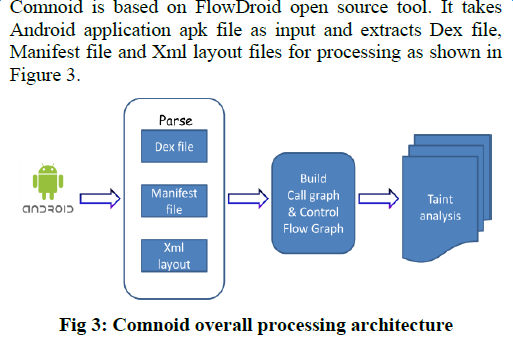 Comnoid is based on FlowDroid open source tool. It takes
Android application apk file as input and extracts Dex file,
Manifest file and Xml layout files for processing as shown in
Figure 3.
Parse
Dex file
Manifest
file
Xml
layout
ANDROID
Build
Call graph
& Control
Flow Graph
Taint
analysis
Fig 3: Comnoid overall processing architecture